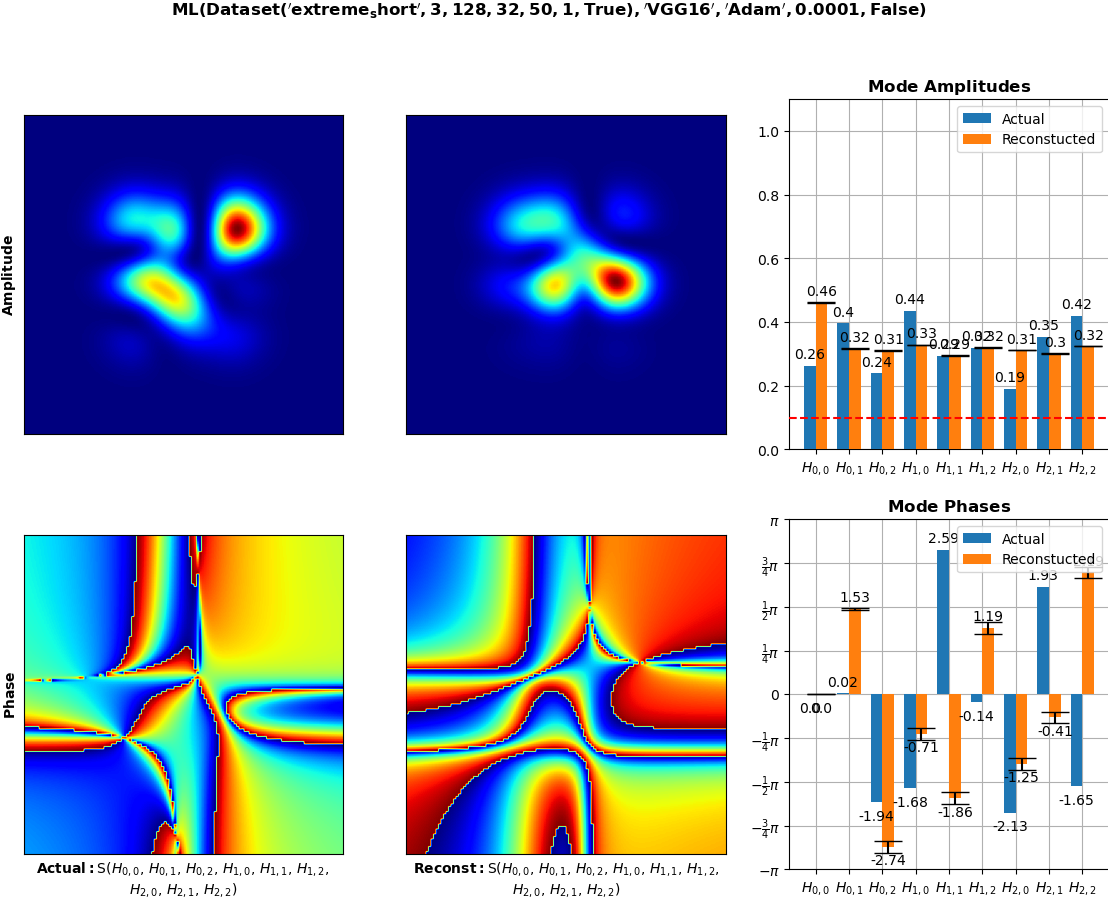 ML(Dataset('extreme_short', 3, 128, 32, 50, 1, True), 'VGG16', 'Adam', 0.0001, False)
Amplitude
Mode Amplitudes
Actual
Reconstucted
1.0
0.8
0.6
0.4
0.2
0.0
0.26
0.46
0.4
0.32
0.24
0.31
0.44
0.33
0.29
0.29
0.32
0.32
0.19
0.31
0.35
0.3
0.42
0.32
H0,0 H0,1 H0,2 H1,0 H1,1 H1,2 H2,0 H2,1 H2,2
Phase
Mode Phases
Actual
Reconstucted
π
3/4π
1/2π
1/4π
0
−1/4π
−1/2π
−3/4π
−π
0.0
0.0
0.02
1.53
-1.94
-2.74
-1.68
-0.71
2.59
-1.86
-0.14
1.19
-2.13
-1.25
1.93
-0.41
-1.65
H0,0 H0,1 H0,2 H1,0 H1,1 H1,2 H2,0 H2,1 H2,2
Actual: S(H0,0, H0,1, H0,2, H1,0, H1,1, H1,2,
H2,0, H2,1, H2,2)
Reconst: S(H0,0, H0,1, H0,2, H1,0, H1,1, H1,2,
H2,0, H2,1, H2,2)